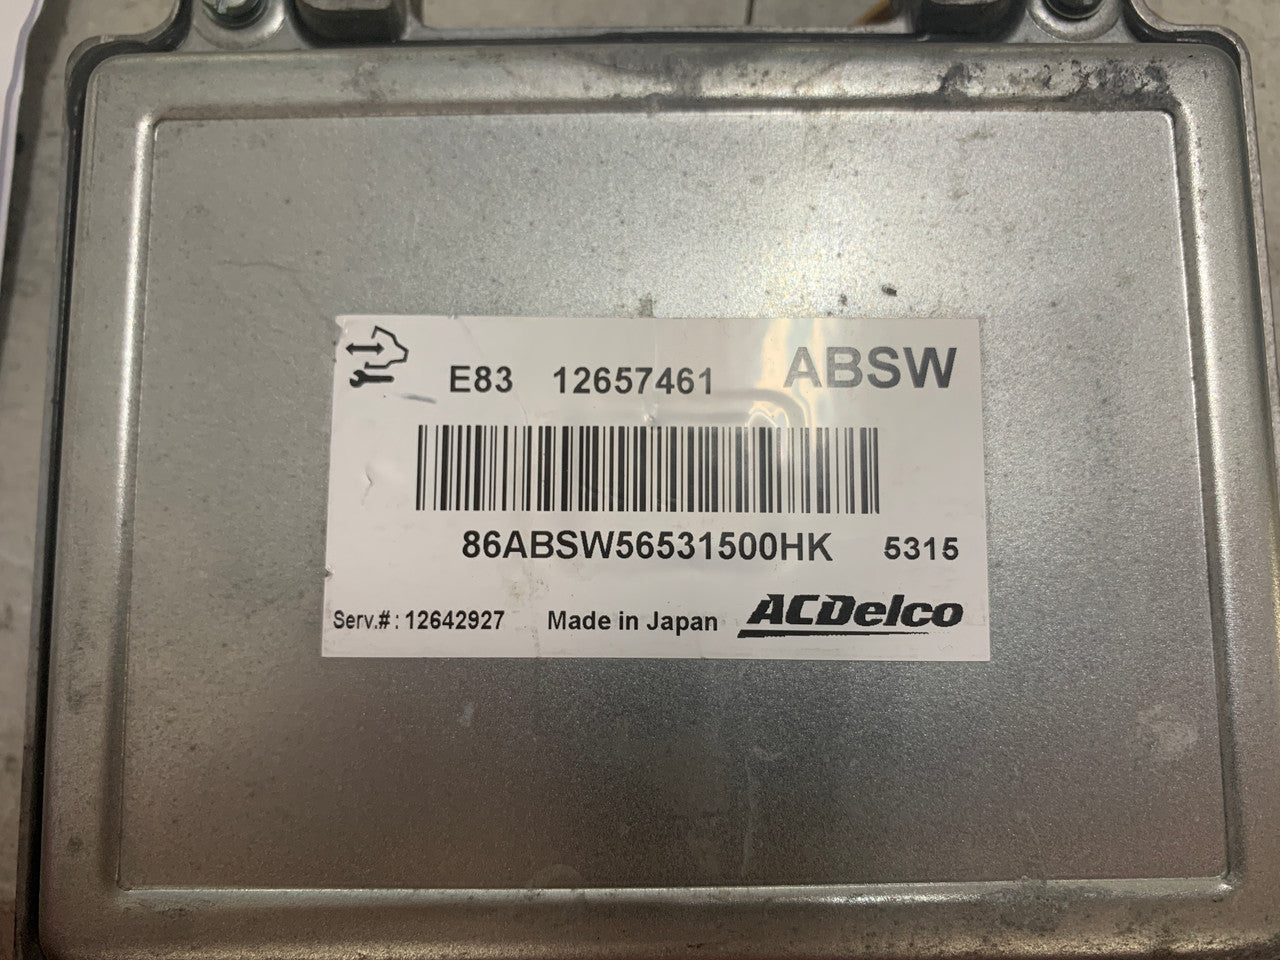 E83 12657461 ABSW
86ABSW56531500HK 5315
Serv.#: 12642927 Made in Japan ACDelco